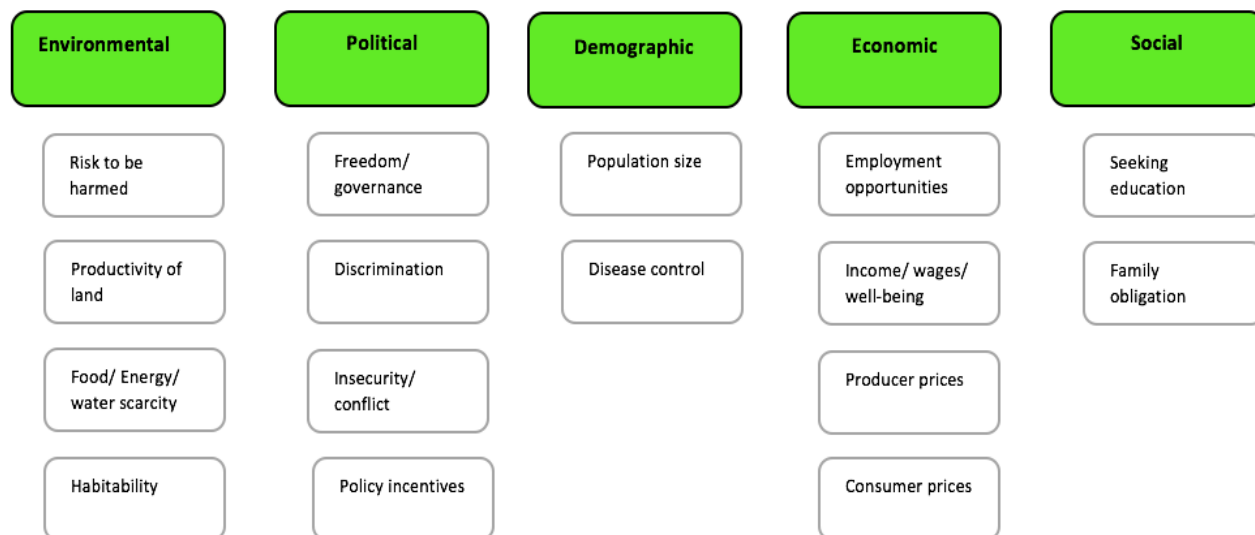 Environmental
Political
Demographic
Economic
Social
Risk to be
harmed
Freedom/
governance
Population size
Employment
opportunities
Seeking
education
Productivity of
land
Discrimination
Disease control
Income/ wages/
well-being
Family
obligation
Food/ Energy/
water scarcity
Insecurity/
conflict
Producer prices
Habitability
Policy incentives
Consumer prices